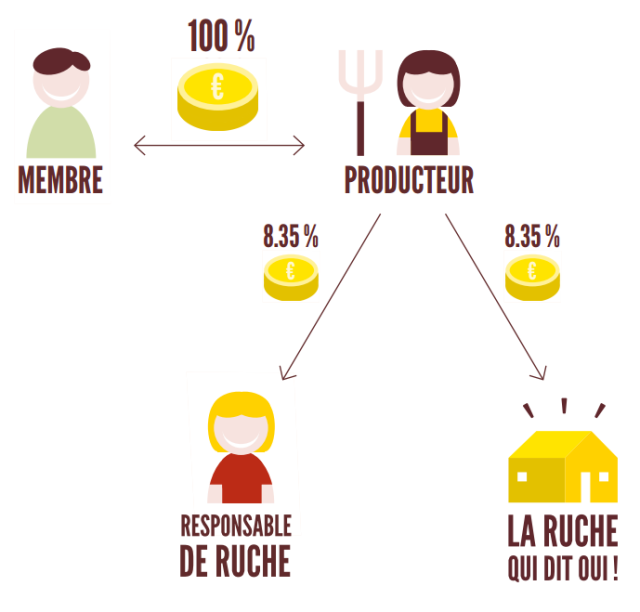 100 %
€
MEMBRE
PRODUCTEUR
8.35 %
€
8.35 %
€
RESPONSABLE
DE RUCHE
LA RUCHE
QUI DIT OUI !